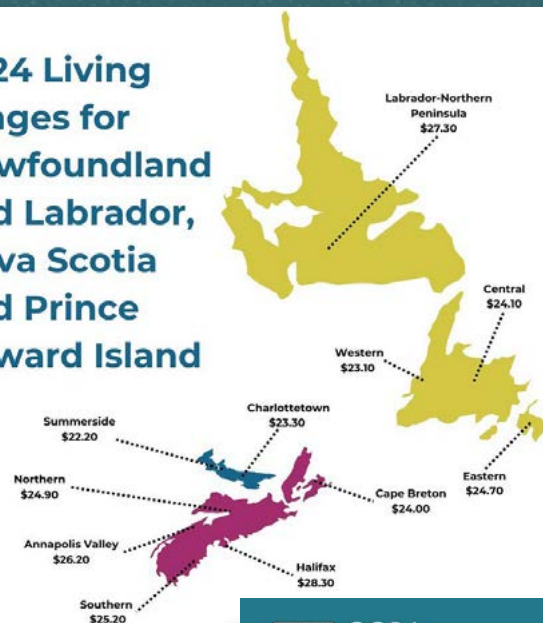 24 Living
ages for
wfoundland
d Labrador,
va Scotia
d Prince
ward Island
Labrador-Northern
Peninsula
$27.30
Central
$24.10
Western
$23.10
Eastern
$24.70
Charlottetown
$23.30
Summerside
$22.20
Northern
$24.90
Cape Breton
$24.00
Annapolis Valley
$26.20
Halifax
$28.30
Southern
$25.20